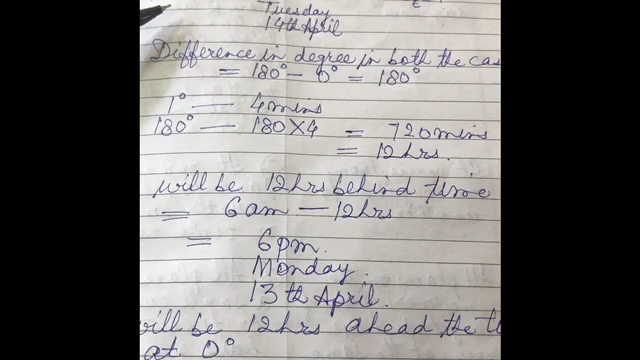 Tuesday
14th April
Difference in degree in both the cas
= 180° - 0° = 180°
1° — 4mins
180° — 180×4 = 720mins
= 12hrs.
will be 12hrs behind time
= 6am — 12hrs
= 6pm.
Monday.
13th April.
will be 12hrs ahead the t
at 0°